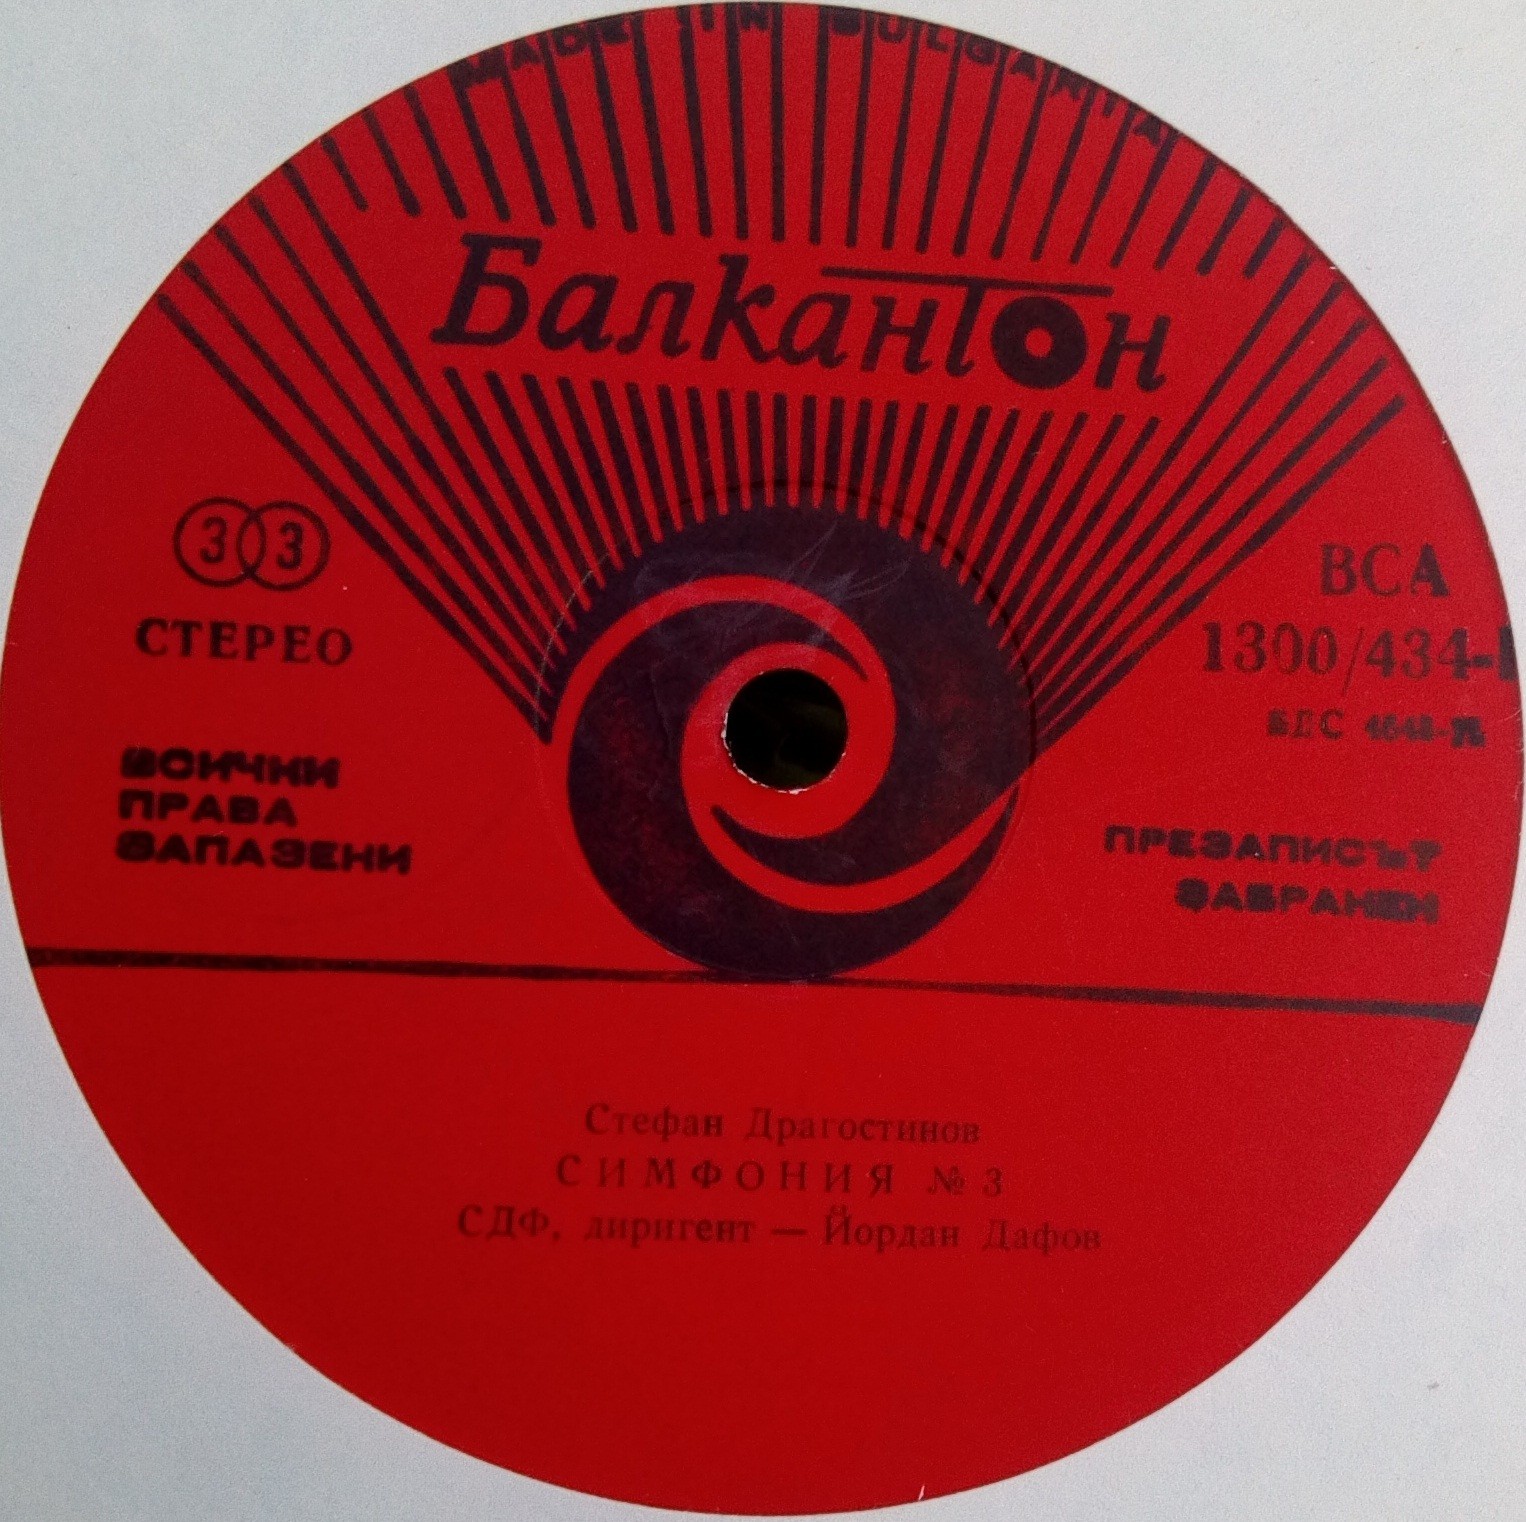 MADE IN BULGARIA
Балкантон
33
СТЕРЕО
ВСИЧКИ
ПРАВА
ЗАПАЗЕНИ
ВСА
1300/434-I
БДС
ПРЕЗАПИСЪТ
ЗАБРАНЕН
Стефан Драгостинов
СИМФОНИЯ № 3
СДФ, диригент — Йордан Дафов